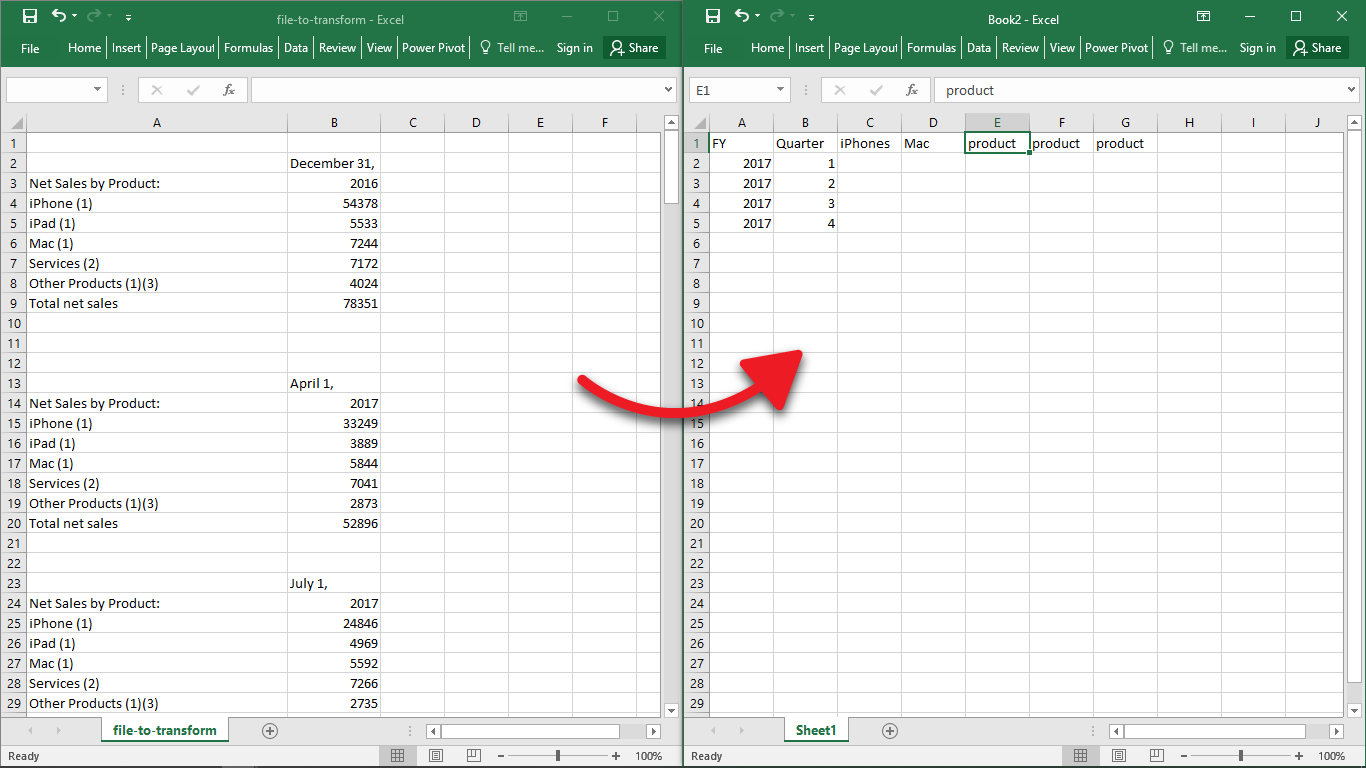 file-to-transform - Excel
File Home Insert Page Layout Formulas Data Review View Power Pivot Tell me... Sign in Share
fx
A B C D E F
1
2 December 31,
3 Net Sales by Product: 2016
4 iPhone (1) 54378
5 iPad (1) 5533
6 Mac (1) 7244
7 Services (2) 7172
8 Other Products (1)(3) 4024
9 Total net sales 78351
10
11
12
13 April 1,
14 Net Sales by Product: 2017
15 iPhone (1) 33249
16 iPad (1) 3889
17 Mac (1) 5844
18 Services (2) 7041
19 Other Products (1)(3) 2873
20 Total net sales 52896
21
22
23 July 1,
24 Net Sales by Product: 2017
25 iPhone (1) 24846
26 iPad (1) 4969
27 Mac (1) 5592
28 Services (2) 7266
29 Other Products (1)(3) 2735
file-to-transform
Ready 100%
Book2 - Excel
File Home Insert Page Layout Formulas Data Review View Power Pivot Tell me... Sign in Share
E1 fx product
A B C D E F G H I J
1 FY Quarter iPhones Mac product product product
2 2017 1
3 2017 2
4 2017 3
5 2017 4
6
7
8
9
10
11
12
13
14
15
16
17
18
19
20
21
22
23
24
25
26
27
28
29
Sheet1
Ready 100%